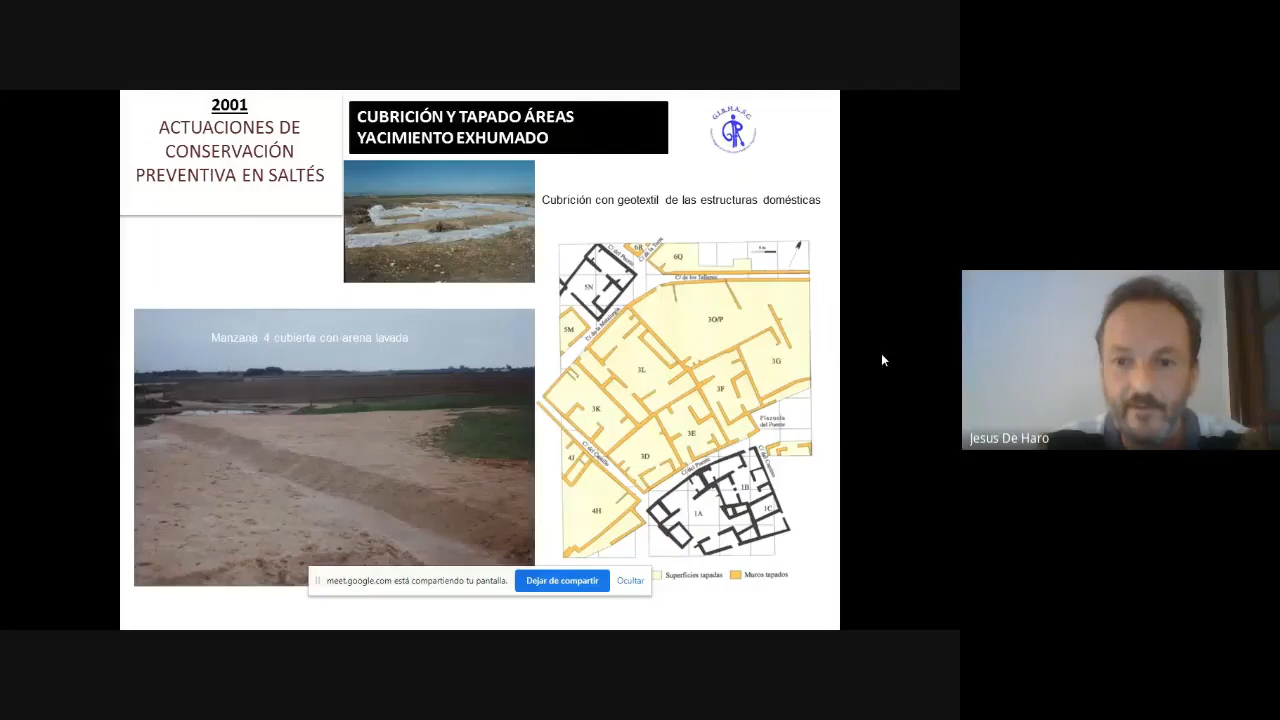 2001
ACTUACIONES DE
CONSERVACIÓN
PREVENTIVA EN SALTÉS
CUBRICIÓN Y TAPADO ÁREAS
YACIMIENTO EXHUMADO
G.I.R.H.A.S.C
Cubrición con geotextil de las estructuras domésticas
Manzana 4 cubierta con arena lavada
6R
6Q
C/ del Puerto
C/ de los Talleres
5N
5M
3O/P
3G
3L
3F
3K
Plazuela
del Puente
3E
4J
3D
1B
1C
1A
4H
Superficies tapadas
Muros tapados
meet.google.com está compartiendo tu pantalla.
Dejar de compartir
Ocultar
Jesus De Haro